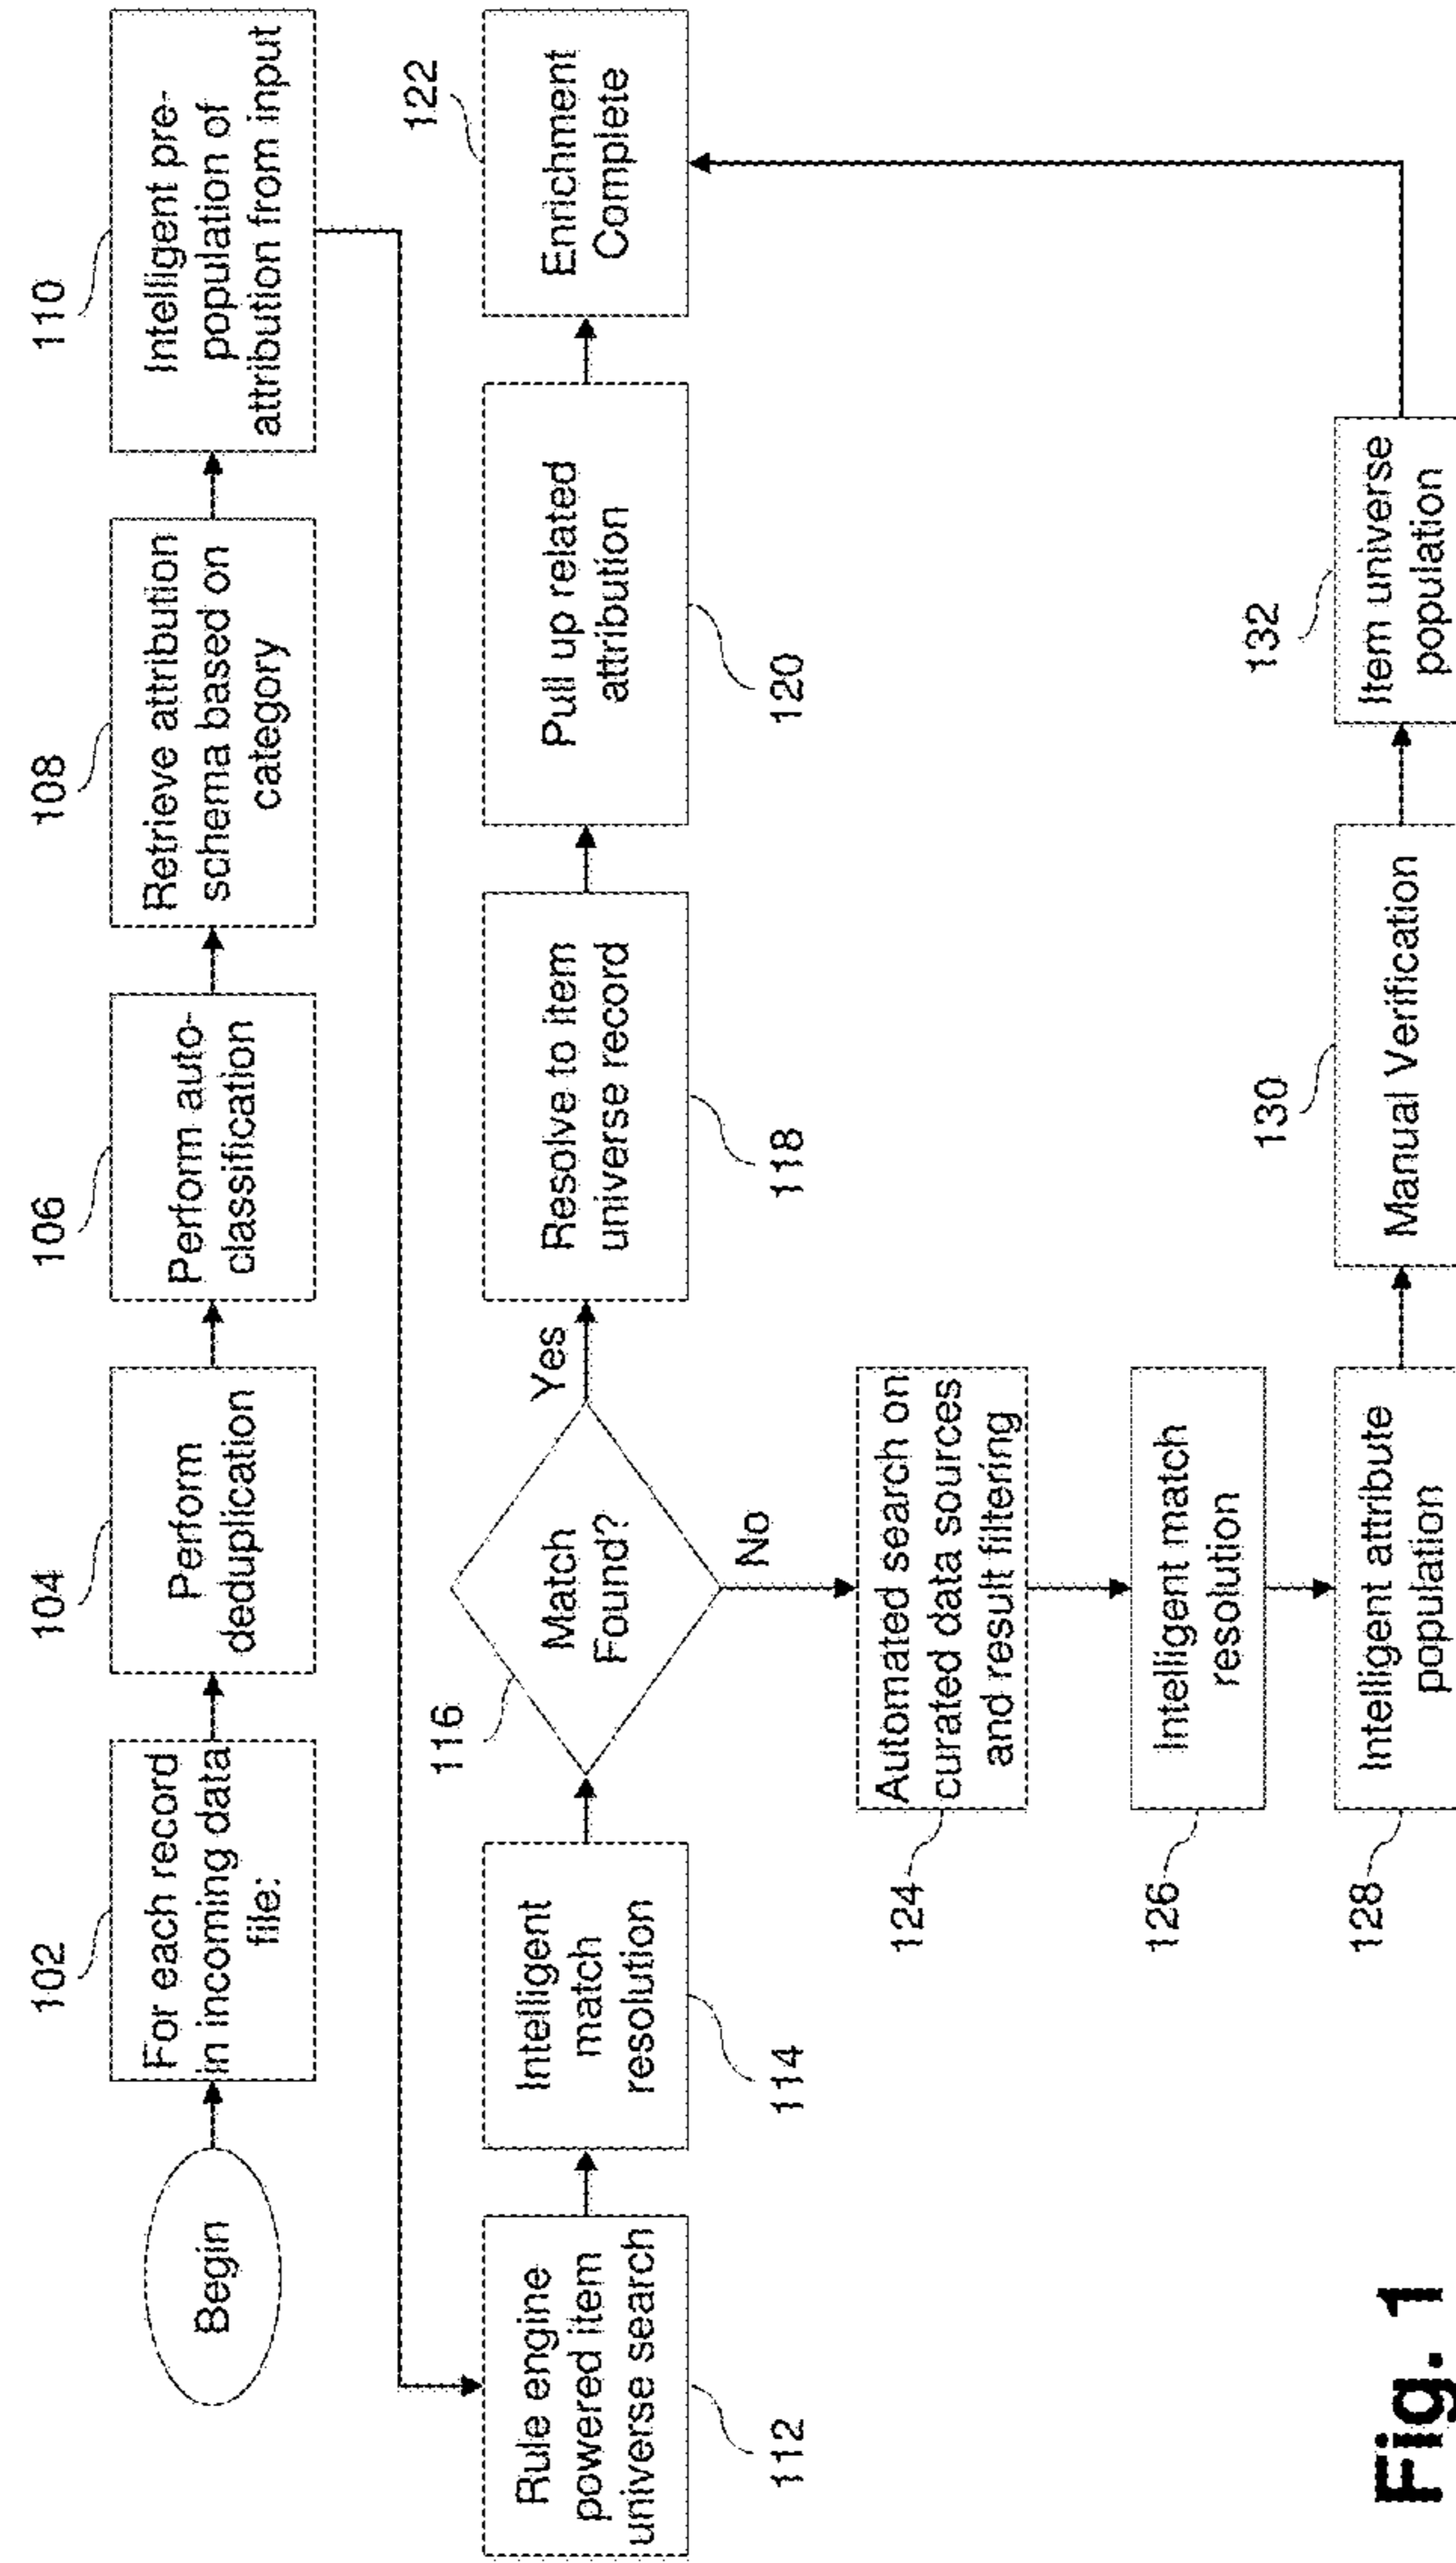 102
104
106
108
110
Begin
For each record
in incoming data
file:
Perform
deduplication
Perform auto-
classification
Retrieve attribution
schema based on
category
Intelligent pre-
population of
attribution from input
116
122
Rule engine
powered item
universe search
Intelligent
match
resolution
Match
Found?
Yes
Resolve to item
universe record
Pull up related
attribution
Enrichment
Complete
112
114
No
118
120
124
Automated search on
curated data sources
and result filtering
126
Intelligent match
resolution
128
Intelligent attribute
population
130
Manual Verification
132
Item universe
population
Fig. 1